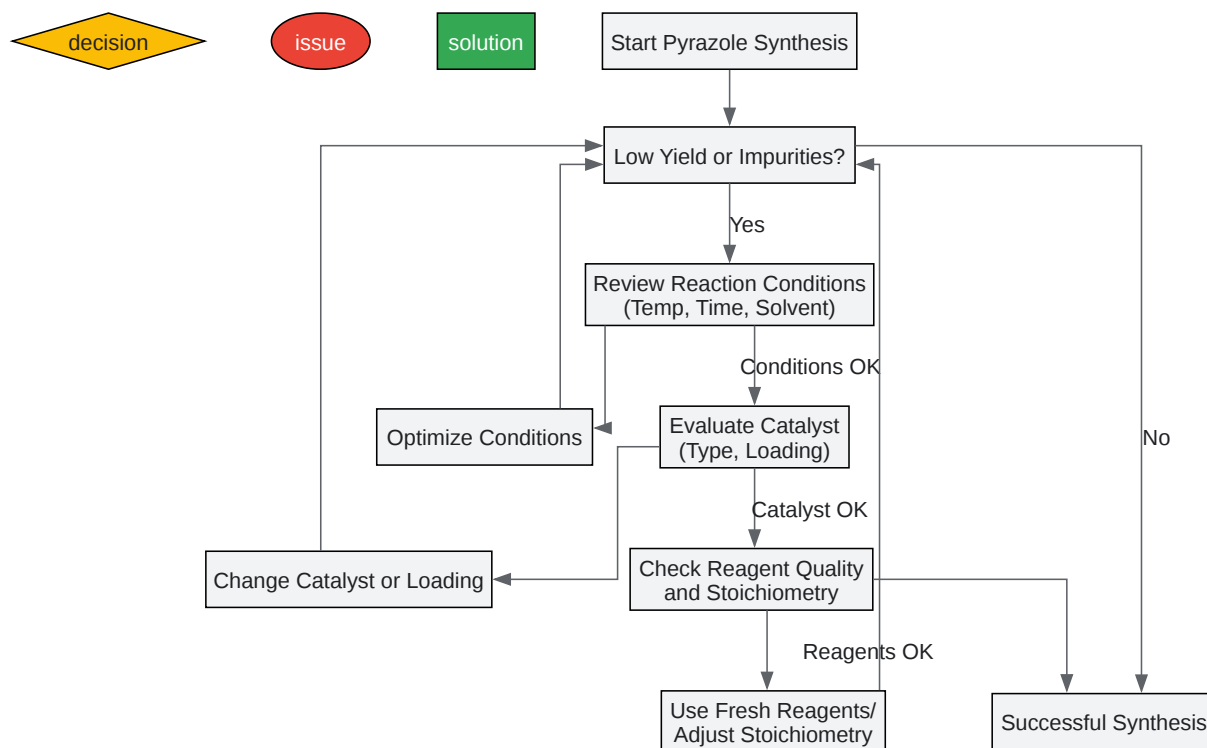 decision
issue
solution
Start Pyrazole Synthesis
Low Yield or Impurities?
Yes
Review Reaction Conditions
(Temp, Time, Solvent)
Conditions OK
Optimize Conditions
Evaluate Catalyst
(Type, Loading)
No
Catalyst OK
Change Catalyst or Loading
Check Reagent Quality
and Stoichiometry
Reagents OK
Use Fresh Reagents/
Adjust Stoichiometry
Successful Synthesis